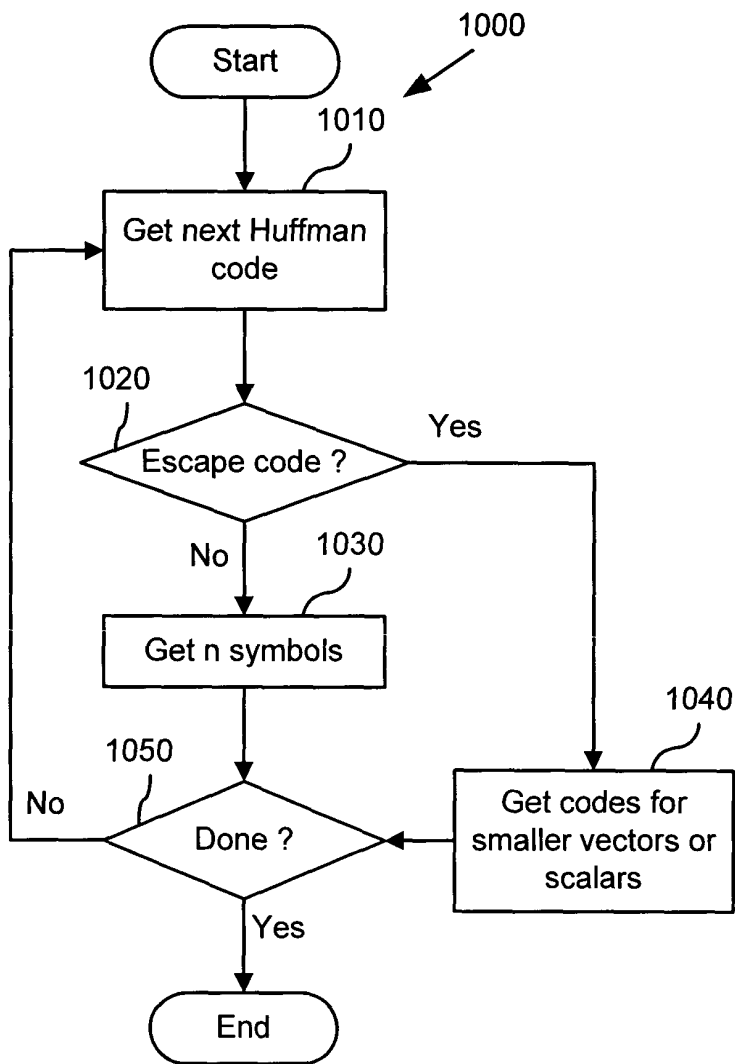 Start
1000
1010
Get next Huffman
code
1020
Escape code ?
Yes
No
1030
Get n symbols
1040
Get codes for
smaller vectors or
scalars
1050
No
Done ?
Yes
End